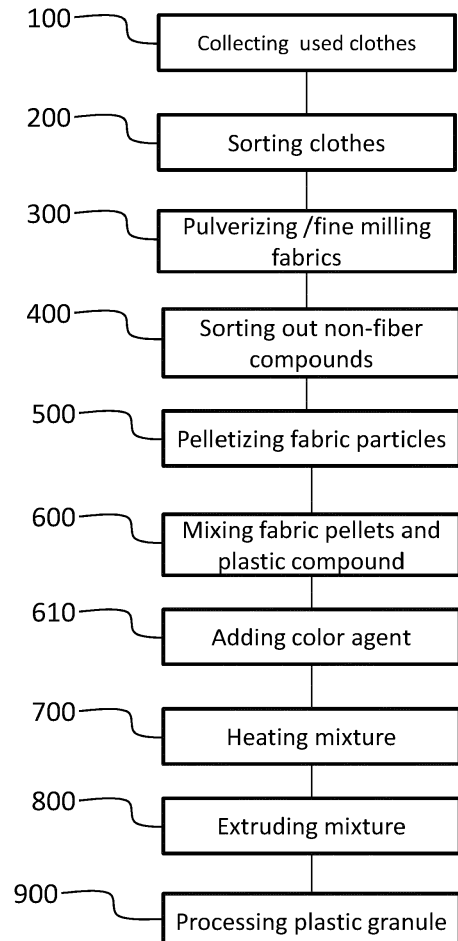 100
Collecting used clothes
200
Sorting clothes
300
Pulverizing /fine milling
fabrics
400
Sorting out non-fiber
compounds
500
Pelletizing fabric particles
600
Mixing fabric pellets and
plastic compound
610
Adding color agent
700
Heating mixture
800
Extruding mixture
900
Processing plastic granule